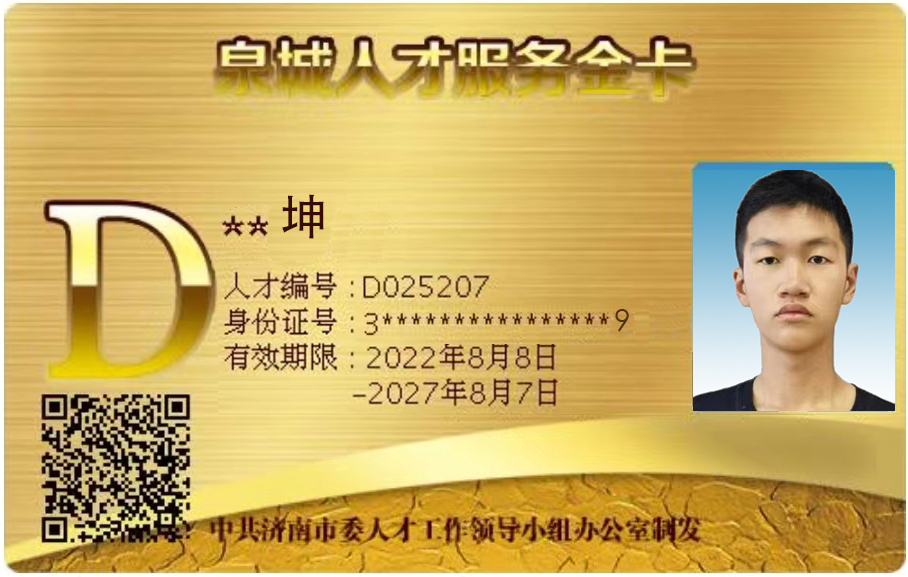 泉城人才服务金卡
D
** 坤
人才编号：D025207
身份证号：3****************9
有效期限：2022年8月8日
-2027年8月7日
中共济南市委人才工作领导小组办公室制发